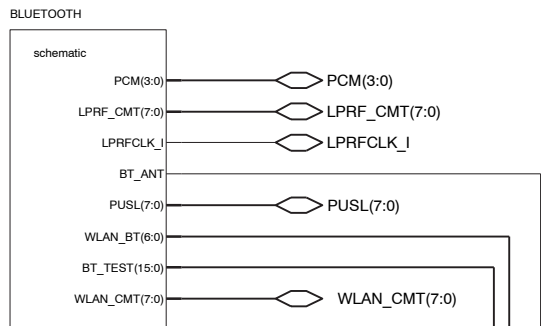 BLUETOOTH
schematic
PCM(3:0) PCM(3:0)
LPRF_CMT(7:0) LPRF_CMT(7:0)
LPRFCLK_I LPRFCLK_I
BT_ANT
PUSL(7:0) PUSL(7:0)
WLAN_BT(6:0)
BT_TEST(15:0)
WLAN_CMT(7:0) WLAN_CMT(7:0)